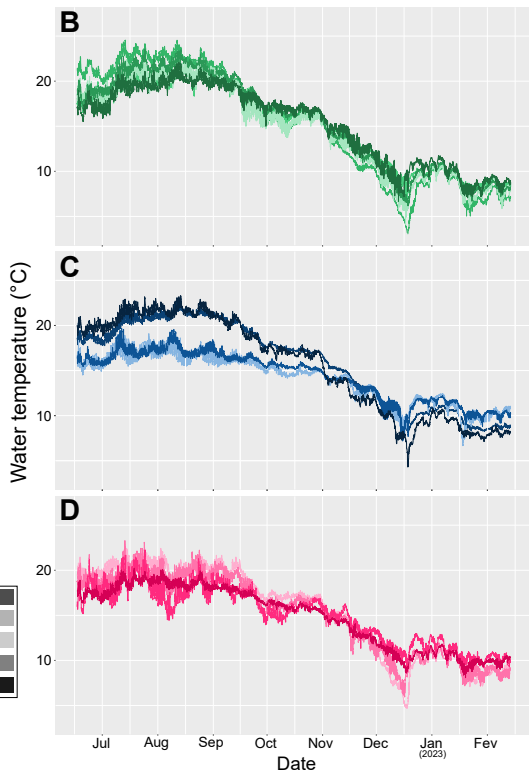 B
20
10
C
Water temperature (°C)
20
10
D
20
10
Jul Aug Sep Oct Nov Dec Jan Fev
(2023)
Date